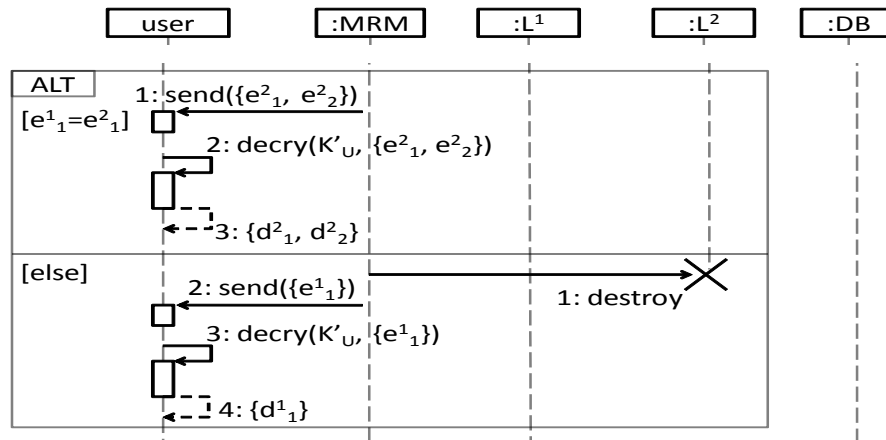 user :MRM :L¹ :L² :DB
ALT
1: send({e²₁, e²₂})
[e¹₁=e²₁]
2: decry(K’ᵤ, {e²₁, e²₂})
3: {d²₁, d²₂}
[else]
2: send({e¹₁})
1: destroy
3: decry(K’ᵤ, {e¹₁})
4: {d¹₁}